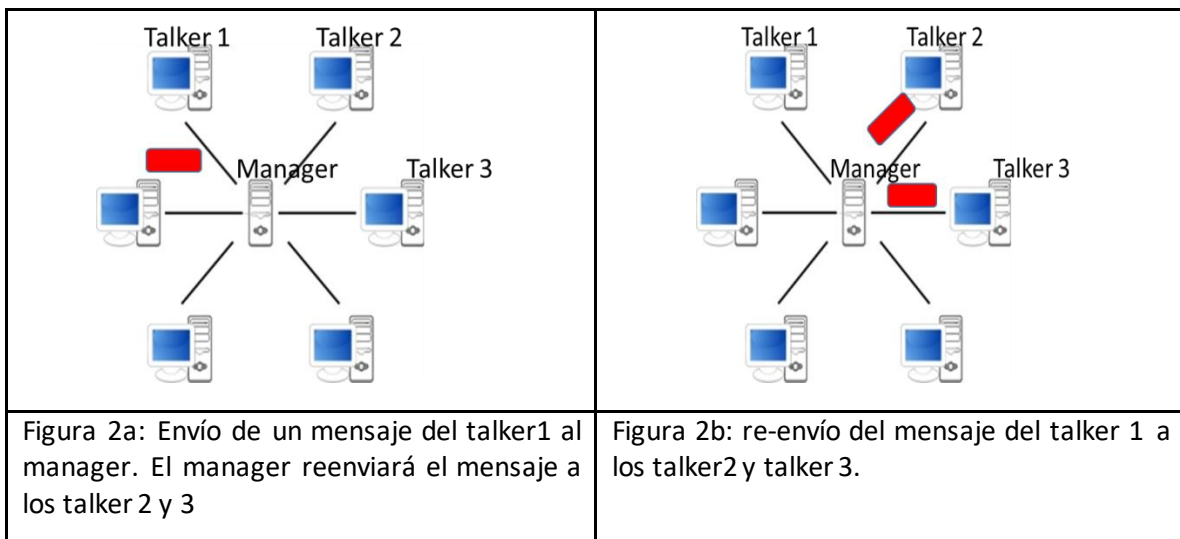 Talker 1 Talker 2
Manager Talker 3
Talker 1 Talker 2
Manager Talker 3
Figura 2a: Envío de un mensaje del talker1 al
manager. El manager reenviará el mensaje a
los talker 2 y 3
Figura 2b: re-envío del mensaje del talker 1 a
los talker2 y talker 3.